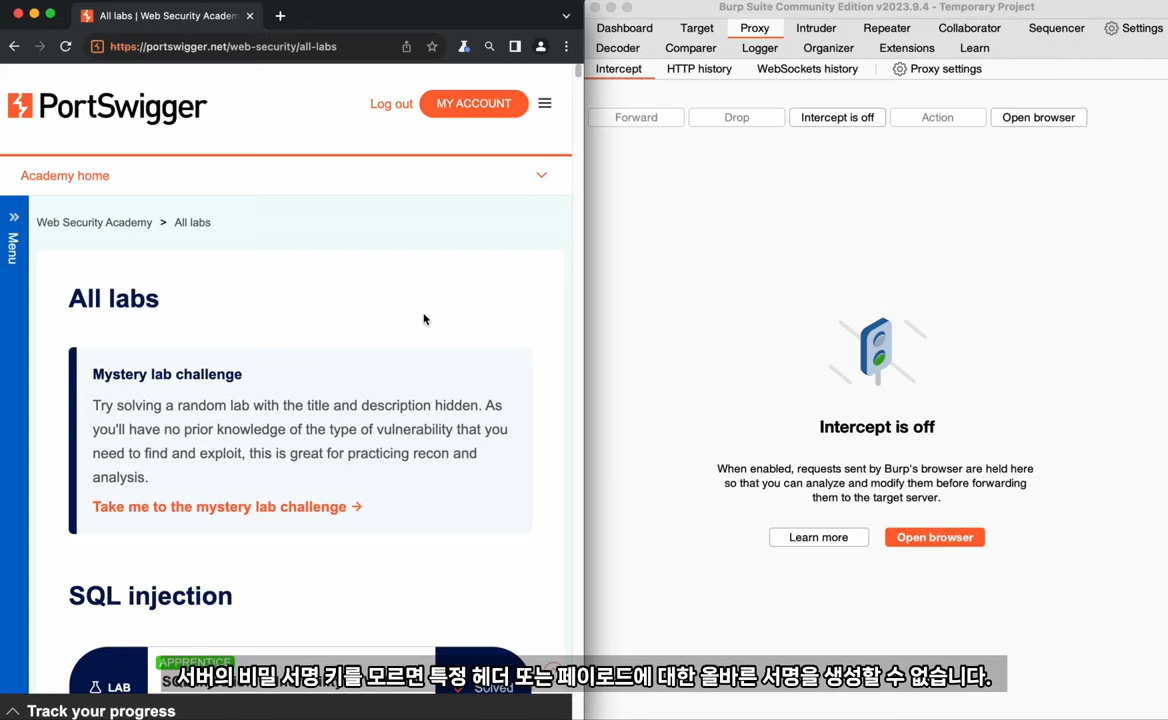 All labs | Web Security Academ
https://portswigger.net/web-security/all-labs
PortSwigger
Log out
MY ACCOUNT
Academy home
Menu
Web Security Academy > All labs
All labs
Mystery lab challenge
Try solving a random lab with the title and description hidden. As
you'll have no prior knowledge of the type of vulnerability that you
need to find and exploit, this is great for practicing recon and
analysis.
Take me to the mystery lab challenge →
SQL injection
APPRENTICE
LAB
Solved
Track your progress
Burp Suite Community Edition v2023.9.4 - Temporary Project
Dashboard Target Proxy Intruder Repeater Collaborator Sequencer Settings
Decoder Comparer Logger Organizer Extensions Learn
Intercept HTTP history WebSockets history Proxy settings
Forward Drop Intercept is off Action Open browser
Intercept is off
When enabled, requests sent by Burp's browser are held here
so that you can analyze and modify them before forwarding
them to the target server.
Learn more Open browser
서버의 비밀 서명 키를 모르면 특정 헤더 또는 페이로드에 대한 올바른 서명을 생성할 수 없습니다.